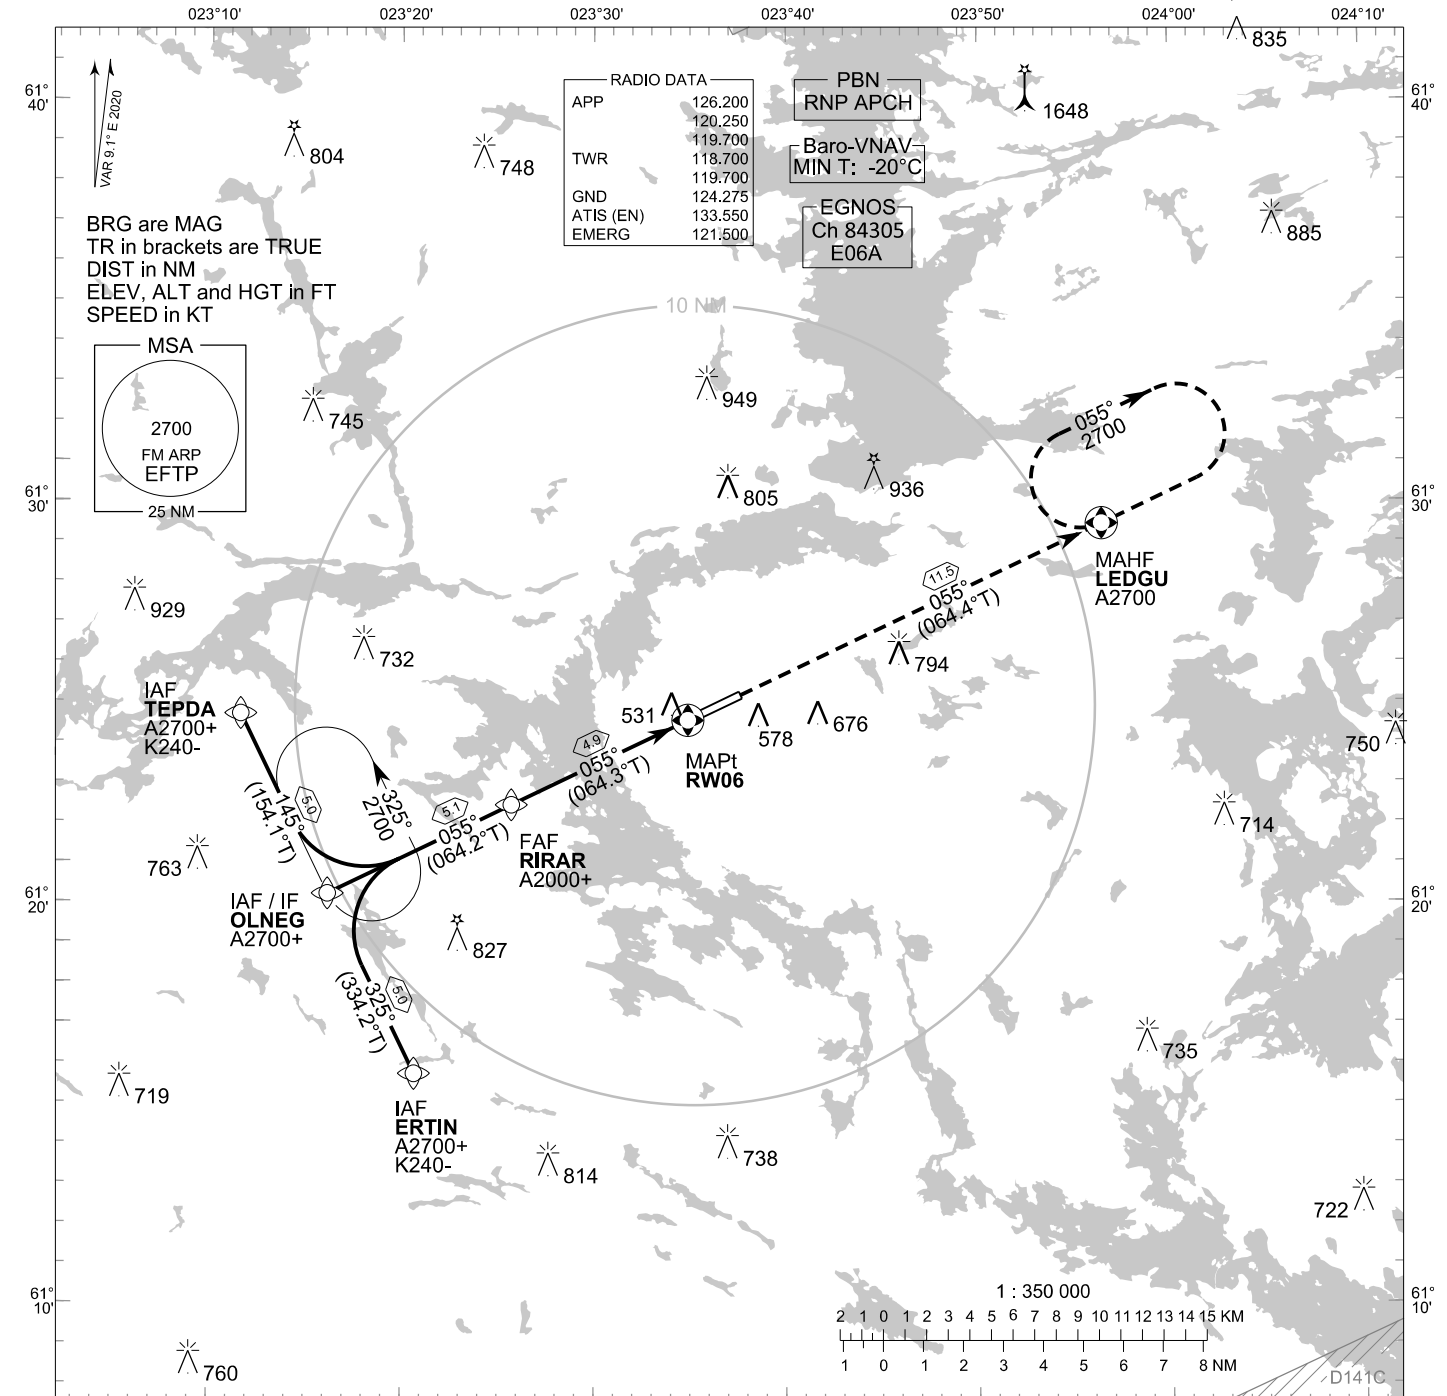 023°10'
023°20'
023°30'
023°40'
023°50'
024°00'
024°10'
835
61°
40'
61°
40'
VAR 9.1° E 2020
RADIO DATA
APP 126.200
120.250
119.700
TWR 118.700
119.700
GND 124.275
ATIS (EN) 133.550
EMERG 121.500
PBN
RNP APCH
Baro-VNAV
MIN T: -20°C
EGNOS
Ch 84305
E06A
1648
804
748
885
BRG are MAG
TR in brackets are TRUE
DIST in NM
ELEV, ALT and HGT in FT
SPEED in KT
10 NM
MSA
2700
FM ARP
EFTP
25 NM
745
949
055°
2700
805
936
61°
30'
61°
30'
MAHF
LEDGU
A2700
929
11.5
055°
(064.4°T)
732
794
IAF
TEPDA
A2700+
K240-
531
578
676
750
MAPt
RW06
4.9
055°
(064.3°T)
5.0
145°
(154.1°T)
325°
2700
5.1
055°
(064.2°T)
714
763
FAF
RIRAR
A2000+
61°
20'
61°
20'
IAF / IF
OLNEG
A2700+
827
5.0
325°
(334.2°T)
735
719
IAF
ERTIN
A2700+
K240-
738
814
722
61°
10'
61°
10'
1 : 350 000
2 1 0 1 2 3 4 5 6 7 8 9 10 11 12 13 14 15 KM
1 0 1 2 3 4 5 6 7 8 NM
760
D141C